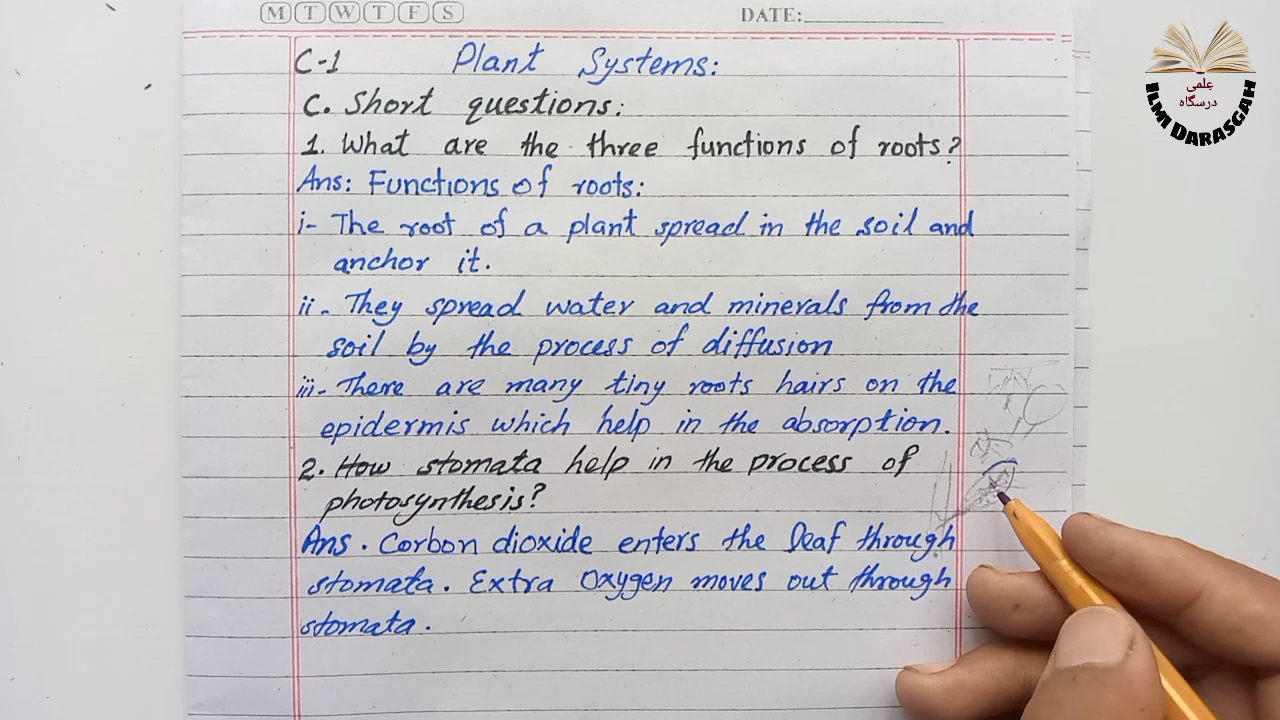 M T W T F S
DATE:
C-1 Plant Systems:
C. Short questions:
1. What are the three functions of roots?
Ans: Functions of roots:
i- The root of a plant spread in the soil and
anchor it.
ii- They spread water and minerals from the
soil by the process of diffusion
iii- There are many tiny roots hairs on the
epidermis which help in the absorption.
2. How stomata help in the process of
photosynthesis?
Ans. Corbon dioxide enters the leaf through
stomata. Extra Oxygen moves out through
stomata.
علمی
درسگاہ
ILMI DARASGAH